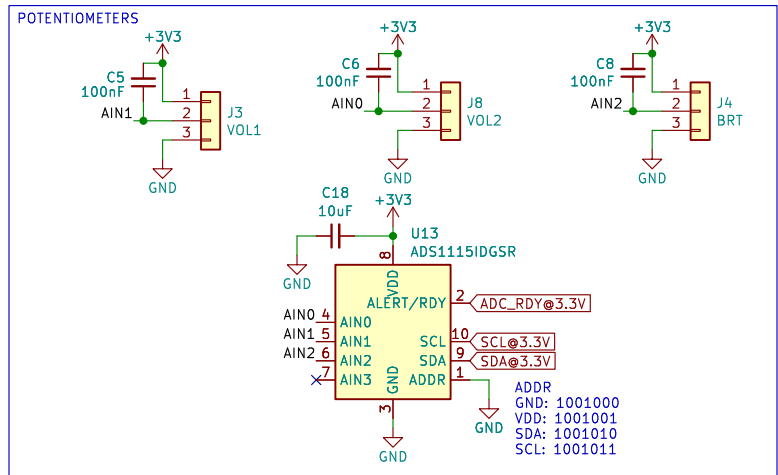 POTENTIOMETERS
+3V3
C5
100nF
AIN1
1
2
3
J3
VOL1
GND
+3V3
C6
100nF
AIN0
1
2
3
J8
VOL2
GND
+3V3
C8
100nF
AIN2
1
2
3
J4
BRT
GND
C18
10uF
+3V3
GND
U13
ADS1115IDGSR
8
VDD
ALERT/RDY
2
ADC_RDY@3.3V
AIN0
4
AIN0
AIN1
5
AIN1
SCL
10
SCL@3.3V
AIN2
6
AIN2
SDA
9
SDA@3.3V
7
AIN3
GND
ADDR
1
3
GND
GND
ADDR
GND: 1001000
VDD: 1001001
SDA: 1001010
SCL: 1001011